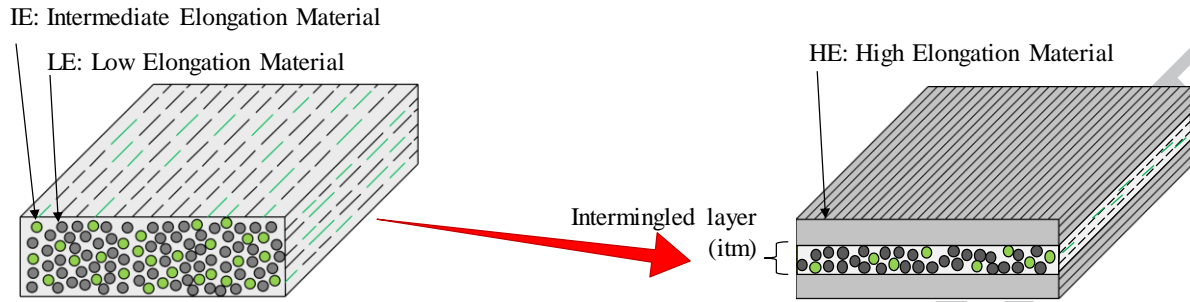 IE: Intermediate Elongation Material
LE: Low Elongation Material
HE: High Elongation Material
Intermingled layer
(itm)